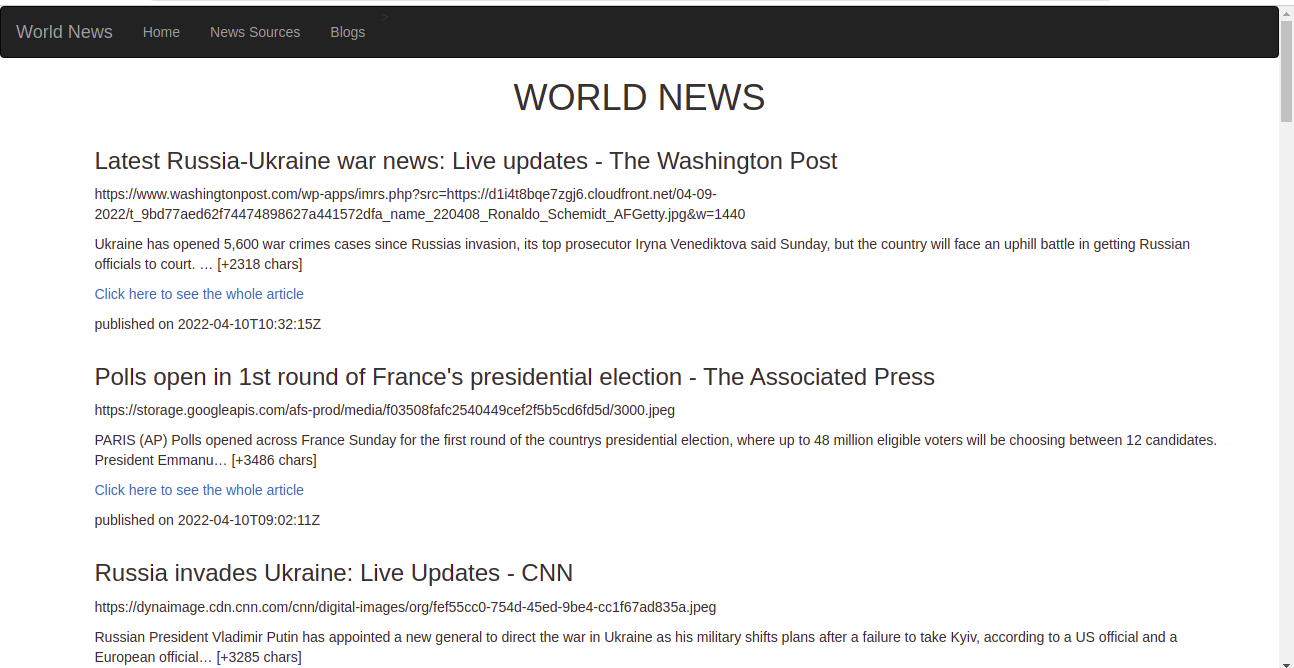 World News Home News Sources Blogs >
WORLD NEWS
Latest Russia-Ukraine war news: Live updates - The Washington Post
https://www.washingtonpost.com/wp-apps/imrs.php?src=https://d1i4t8bqe7zgj6.cloudfront.net/04-09-
2022/t_9bd77aed62f74474898627a441572dfa_name_220408_Ronaldo_Schemidt_AFGetty.jpg&w=1440
Ukraine has opened 5,600 war crimes cases since Russias invasion, its top prosecutor Iryna Venediktova said Sunday, but the country will face an uphill battle in getting Russian
officials to court. … [+2318 chars]
Click here to see the whole article
published on 2022-04-10T10:32:15Z
Polls open in 1st round of France's presidential election - The Associated Press
https://storage.googleapis.com/afs-prod/media/f03508fafc2540449cef2f5b5cd6fd5d/3000.jpeg
PARIS (AP) Polls opened across France Sunday for the first round of the countrys presidential election, where up to 48 million eligible voters will be choosing between 12 candidates.
President Emmanu… [+3486 chars]
Click here to see the whole article
published on 2022-04-10T09:02:11Z
Russia invades Ukraine: Live Updates - CNN
https://dynaimage.cdn.cnn.com/cnn/digital-images/org/fef55cc0-754d-45ed-9be4-cc1f67ad835a.jpeg
Russian President Vladimir Putin has appointed a new general to direct the war in Ukraine as his military shifts plans after a failure to take Kyiv, according to a US official and a
European official… [+3285 chars]